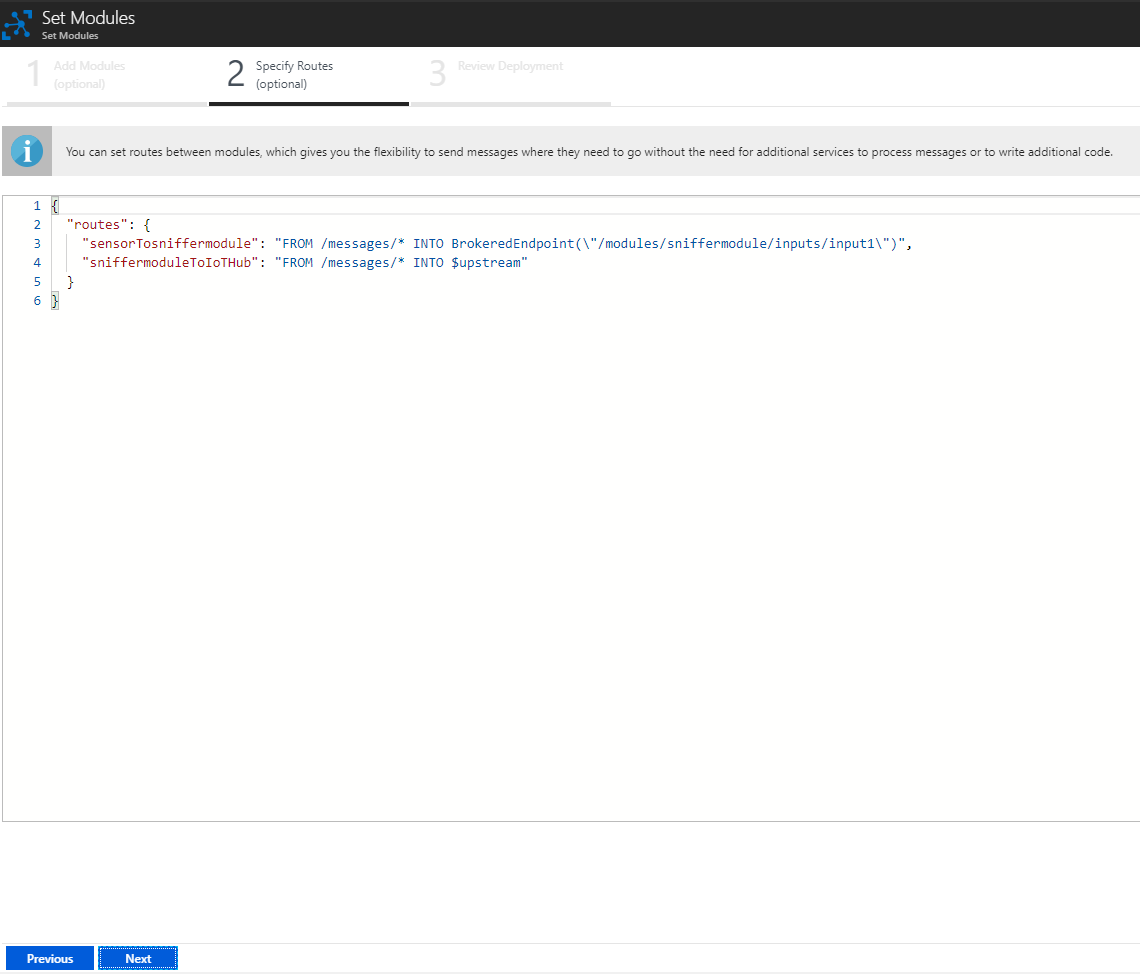 Set Modules
Set Modules
1 Add Modules
(optional)
2 Specify Routes
(optional)
3 Review Deployment
i You can set routes between modules, which gives you the flexibility to send messages where they need to go without the need for additional services to process messages or to write additional code.
1 {
2   "routes": {
3     "sensorTosniffermodule": "FROM /messages/* INTO BrokeredEndpoint(\"/modules/sniffermodule/inputs/input1\")",
4     "sniffermoduleToIoTHub": "FROM /messages/* INTO $upstream"
5   }
6 }
Previous Next